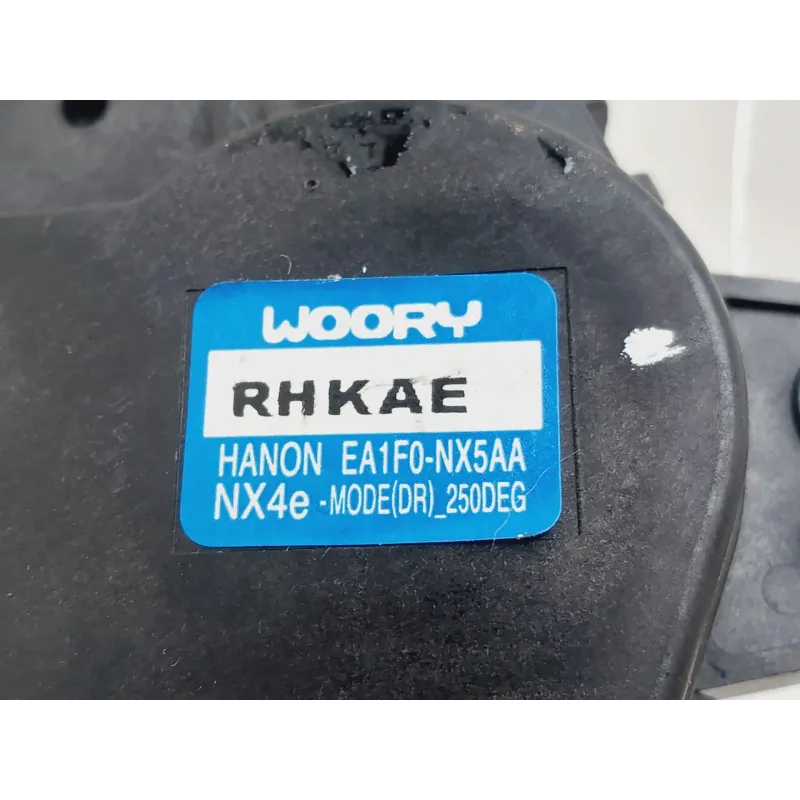 WOORY
RHKAE
HANON EA1F0-NX5AA
NX4e -MODE(DR)_250DEG